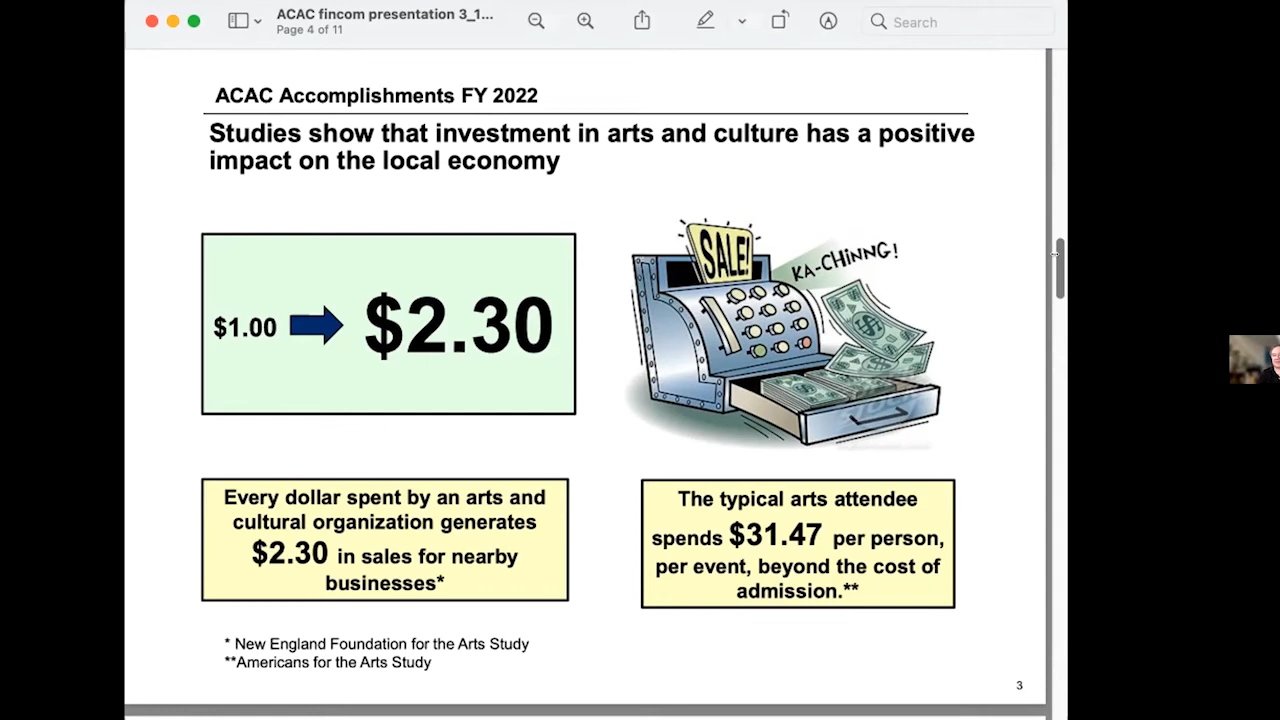 ACAC fincom presentation 3_1...
Page 4 of 11
Search
ACAC Accomplishments FY 2022
Studies show that investment in arts and culture has a positive
impact on the local economy
$1.00
$2.30
SALE!
KA-CHiNNG!
Every dollar spent by an arts and
cultural organization generates
$2.30 in sales for nearby
businesses*
The typical arts attendee
spends $31.47 per person,
per event, beyond the cost of
admission.**
* New England Foundation for the Arts Study
**Americans for the Arts Study
3